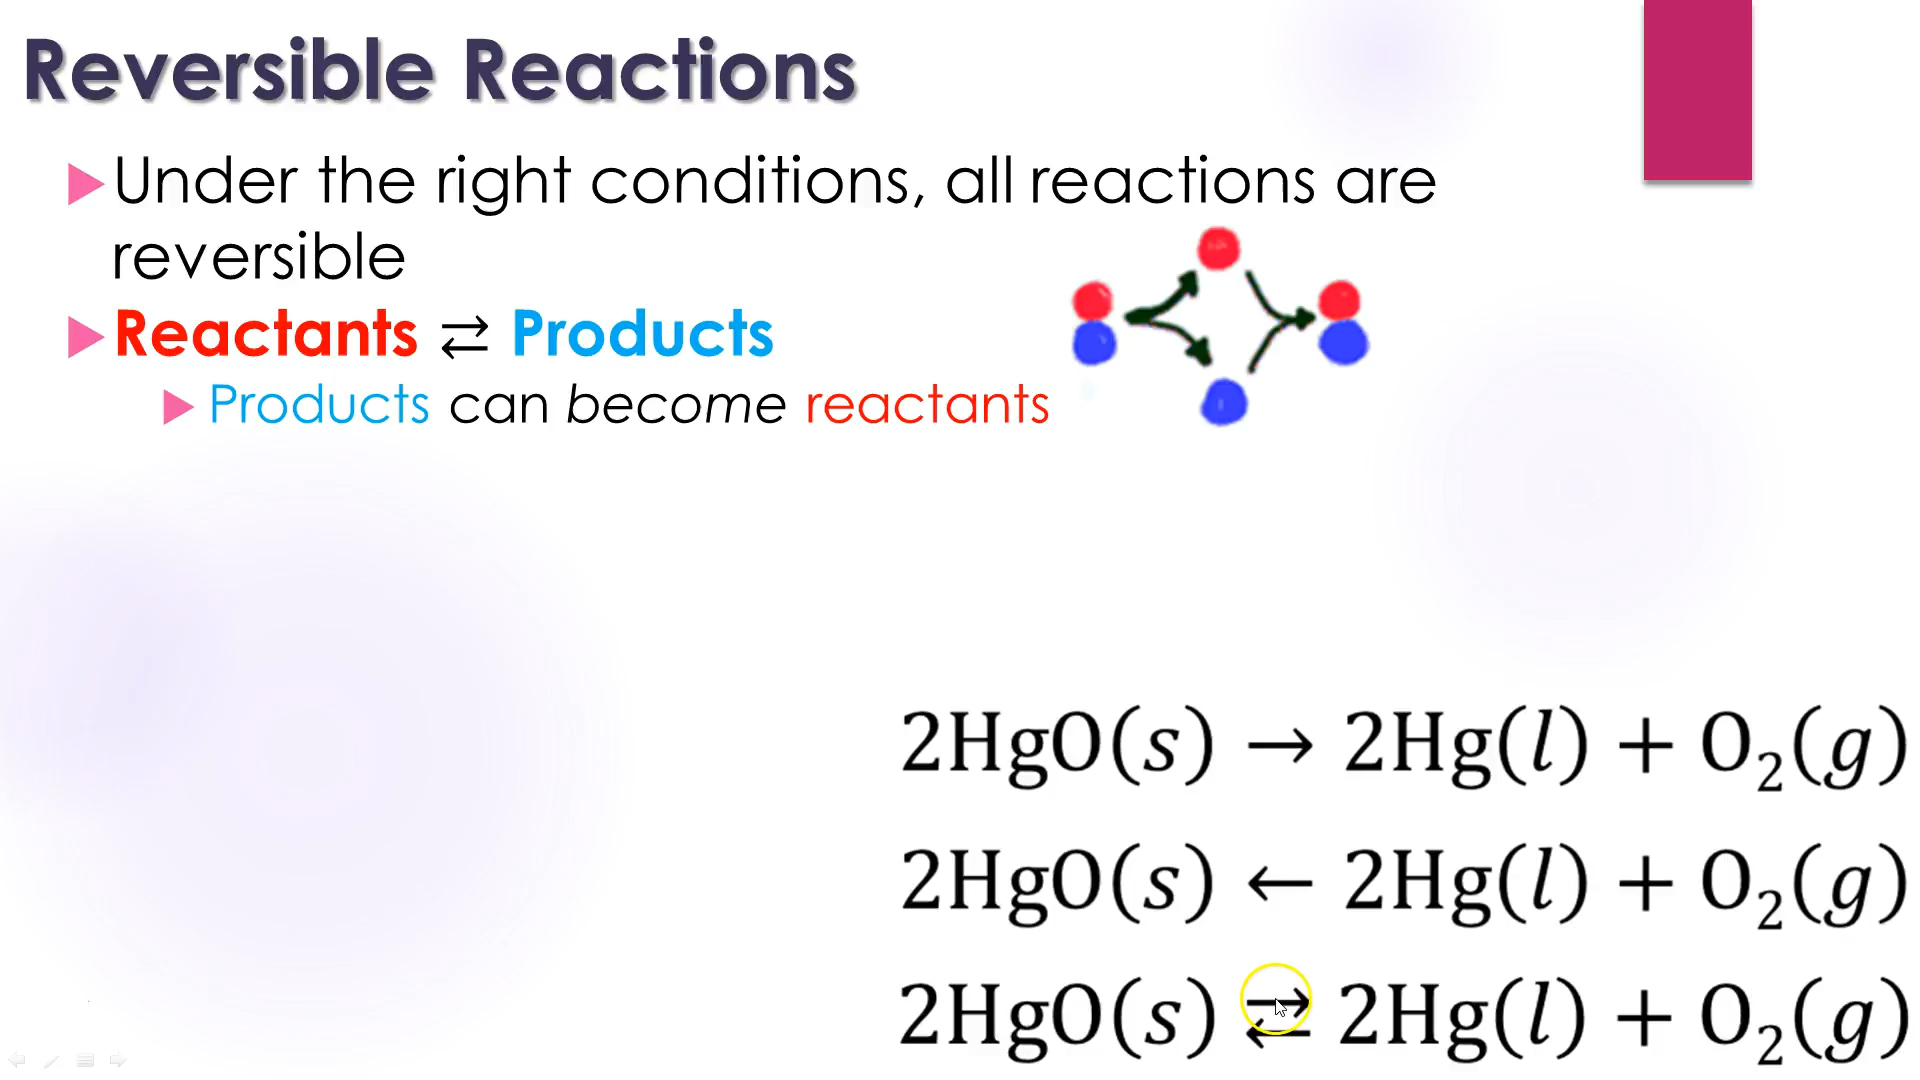 Reversible Reactions
Under the right conditions, all reactions are
reversible
Reactants ⇄ Products
Products can become reactants
2HgO(s) → 2Hg(l) + O₂(g)
2HgO(s) ← 2Hg(l) + O₂(g)
2HgO(s) ⇄ 2Hg(l) + O₂(g)